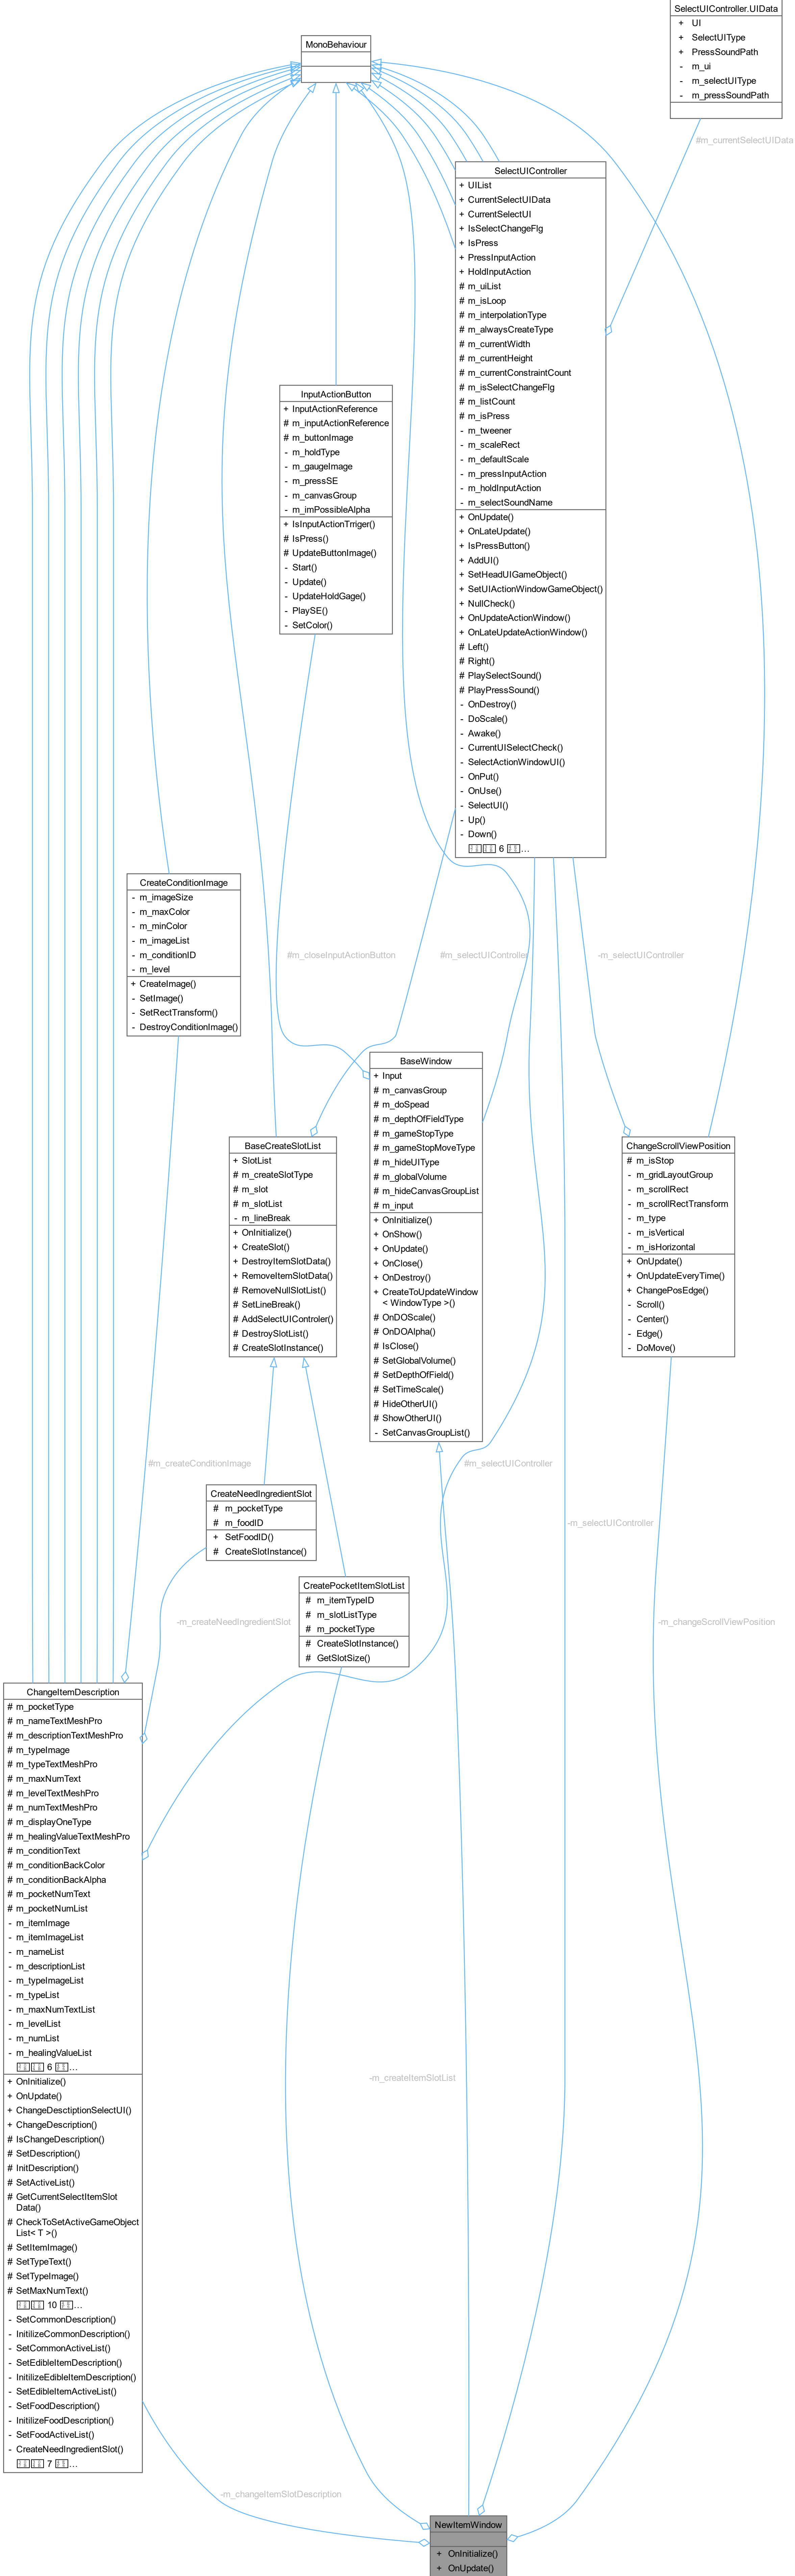 SelectUIController.UIData
+ UI
+ SelectUIType
+ PressSoundPath
- m_ui
- m_selectUIType
- m_pressSoundPath
MonoBehaviour
#m_currentSelectUIData
SelectUIController
+ UIList
+ CurrentSelectUIData
+ CurrentSelectUI
+ IsSelectChangeFlg
+ IsPress
+ PressInputAction
+ HoldInputAction
# m_uiList
# m_isLoop
# m_interpolationType
# m_alwaysCreateType
# m_currentWidth
# m_currentHeight
# m_currentConstraintCount
# m_isSelectChangeFlg
# m_listCount
# m_isPress
- m_tweener
- m_scaleRect
- m_defaultScale
- m_pressInputAction
- m_holdInputAction
- m_selectSoundName
+ OnUpdate()
+ OnLateUpdate()
+ IsPressButton()
+ AddUI()
+ SetHeadUIGameObject()
+ SetUIActionWindowGameObject()
+ NullCheck()
+ OnUpdateActionWindow()
+ OnLateUpdateActionWindow()
# Left()
# Right()
# PlaySelectSound()
# PlayPressSound()
- OnDestroy()
- DoScale()
- Awake()
- CurrentUISelectCheck()
- SelectActionWindowUI()
- OnPut()
- OnUse()
- SelectUI()
- Up()
- Down()
6 ...
InputActionButton
+ InputActionReference
# m_inputActionReference
# m_buttonImage
- m_holdType
- m_gaugeImage
- m_pressSE
- m_canvasGroup
- m_imPossibleAlpha
+ IsInputActionTrriger()
# IsPress()
# UpdateButtonImage()
- Start()
- Update()
- UpdateHoldGage()
- PlaySE()
- SetColor()
CreateConditionImage
- m_imageSize
- m_maxColor
- m_minColor
- m_imageList
- m_conditionID
- m_level
+ CreateImage()
- SetImage()
- SetRectTransform()
- DestroyConditionImage()
#m_closeInputActionButton
#m_selectUIController
-m_selectUIController
BaseWindow
+ Input
# m_canvasGroup
# m_doSpead
# m_depthOfFieldType
# m_gameStopType
# m_gameStopMoveType
# m_hideUIType
# m_globalVolume
# m_hideCanvasGroupList
# m_input
+ OnInitialize()
+ OnShow()
+ OnUpdate()
+ OnClose()
+ OnDestroy()
+ CreateToUpdateWindow
< WindowType >()
# OnDOScale()
# OnDOAlpha()
# IsClose()
# SetGlobalVolume()
# SetDepthOfField()
# SetTimeScale()
# HideOtherUI()
# ShowOtherUI()
- SetCanvasGroupList()
BaseCreateSlotList
+ SlotList
# m_createSlotType
# m_slot
# m_slotList
- m_lineBreak
+ OnInitialize()
+ CreateSlot()
+ DestroyItemSlotData()
+ RemoveItemSlotData()
# RemoveNullSlotList()
# SetLineBreak()
# AddSelectUIControler()
# DestroySlotList()
# CreateSlotInstance()
ChangeScrollViewPosition
# m_isStop
- m_gridLayoutGroup
- m_scrollRect
- m_scrollRectTransform
- m_type
- m_isVertical
- m_isHorizontal
+ OnUpdate()
+ OnUpdateEveryTime()
+ ChangePosEdge()
- Scroll()
- Center()
- Edge()
- DoMove()
#m_createConditionImage
#m_selecIUIController
CreateNeedIngredientSlot
# m_pocketType
# m_foodID
+ SetFoodID()
# CreateSlotInstance()
-m_selectUIController
CreatePocketItemSlotList
# m_itemTypeID
# m_slotListType
# m_pocketType
# CreateSlotInstance()
# GetSlotSize()
-m_createNeedIngredientSlot
-m_changeScrollViewPosition
ChangeItemDescription
# m_pocketType
# m_nameTextMeshPro
# m_descriptionTextMeshPro
# m_typeImage
# m_typeTextMeshPro
# m_maxNumText
# m_levelTextMeshPro
# m_numTextMeshPro
# m_displayOneType
# m_healingValueTextMeshPro
# m_conditionText
# m_conditionBackColor
# m_conditionBackAlpha
# m_pocketNumText
# m_pocketNumList
- m_itemImage
- m_itemImageList
- m_nameList
- m_descriptionList
- m_typeImageList
- m_typeList
- m_maxNumTextList
- m_levelList
- m_numList
- m_healingValueList
6 ...
+ OnInitialize()
+ OnUpdate()
+ ChangeDesctiptionSelectUI()
+ ChangeDescription()
# IsChangeDescription()
# SetDescription()
# InitDescription()
# SetActiveList()
# GetCurrentSelectItemSlot
Data()
# CheckToSetActiveGameObject
List< T >()
# SetItemImage()
# SetTypeText()
# SetTypeImage()
# SetMaxNumText()
10 ...
- SetCommonDescription()
- InitilizeCommonDescription()
- SetCommonActiveList()
- SetEdibleItemDescription()
- InitilizeEdibleItemDescription()
- SetEdibleItemActiveList()
- SetFoodDescription()
- InitilizeFoodDescription()
- SetFoodActiveList()
- CreateNeedIngredientSlot()
7 ...
-m_createItemSlotList
-m_changeItemSlotDescription
NewItemWindow
+ OnInitialize()
+ OnUpdate()